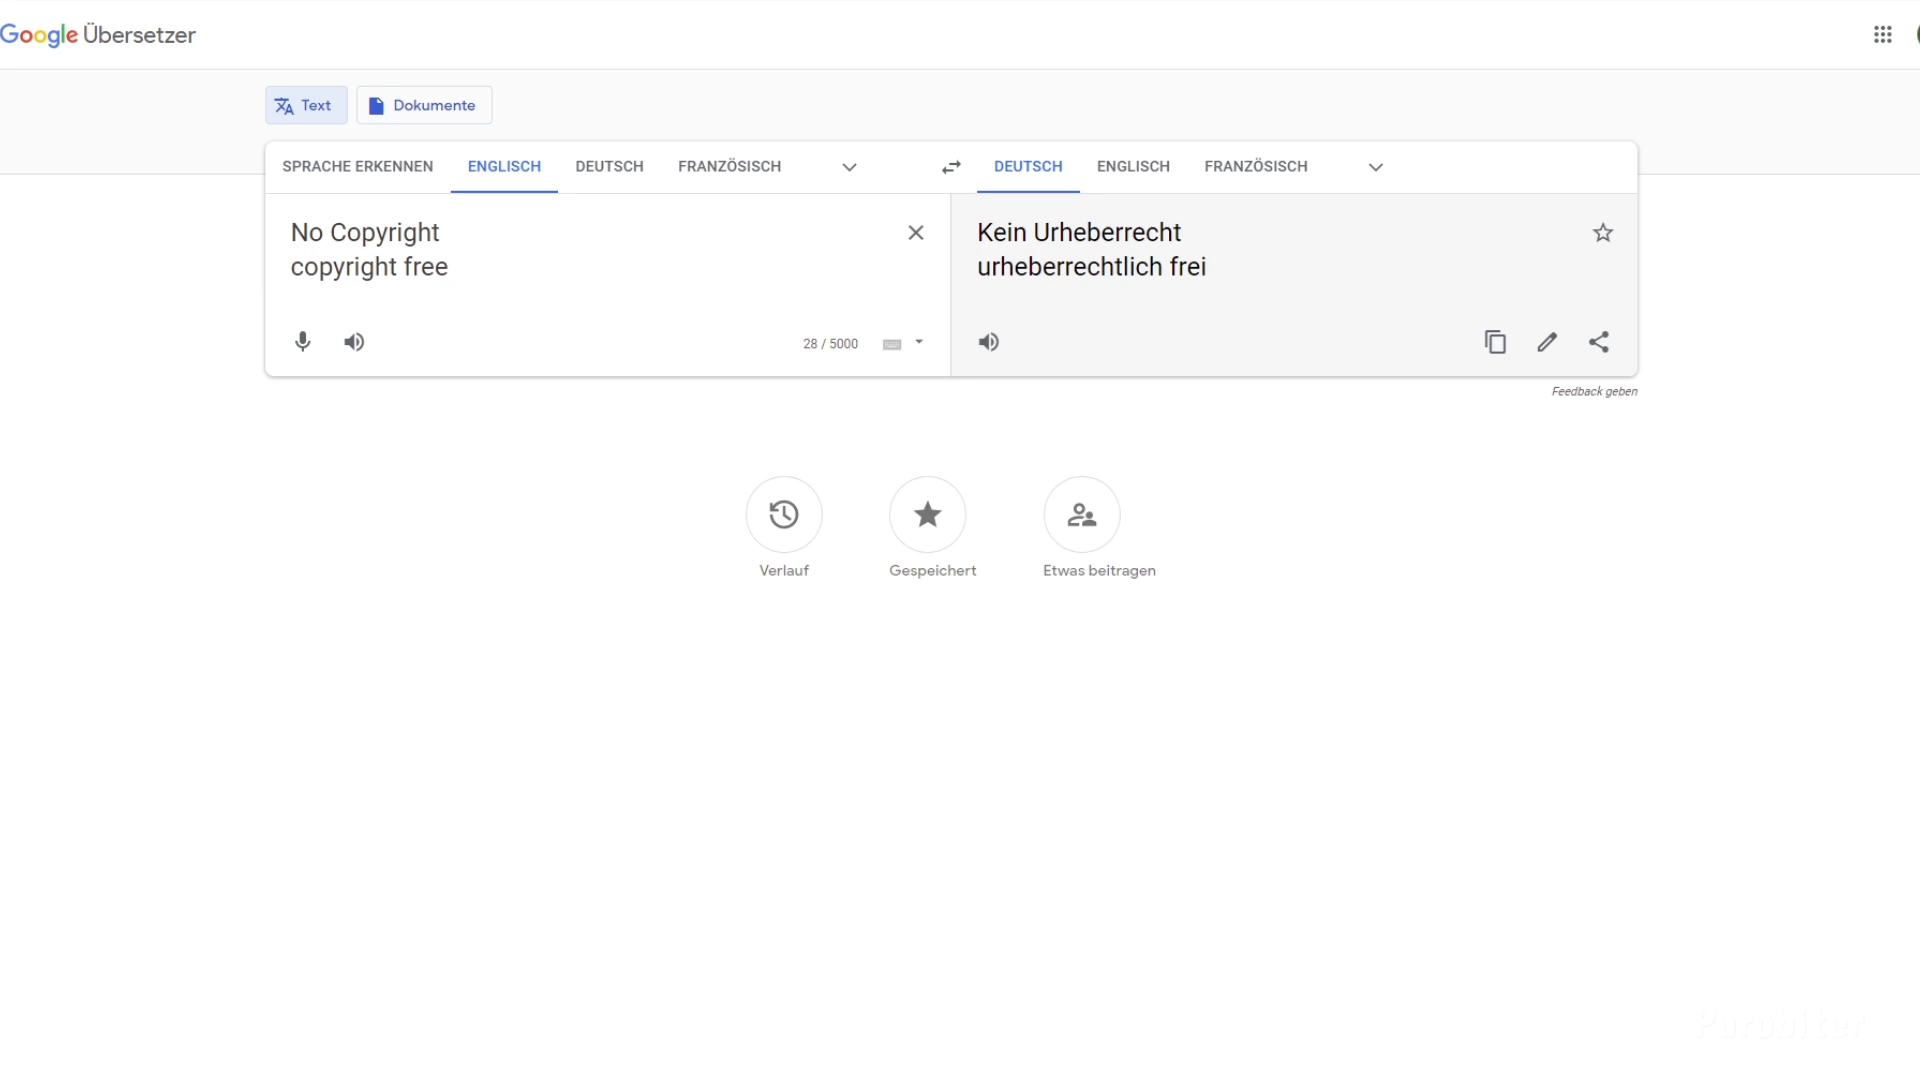 Google Übersetzer
Text
Dokumente
SPRACHE ERKENNEN ENGLISCH DEUTSCH FRANZÖSISCH
DEUTSCH ENGLISCH FRANZÖSISCH
No Copyright
copyright free
28 / 5000
Kein Urheberrecht
urheberrechtlich frei
Feedback geben
Verlauf
Gespeichert
Etwas beitragen